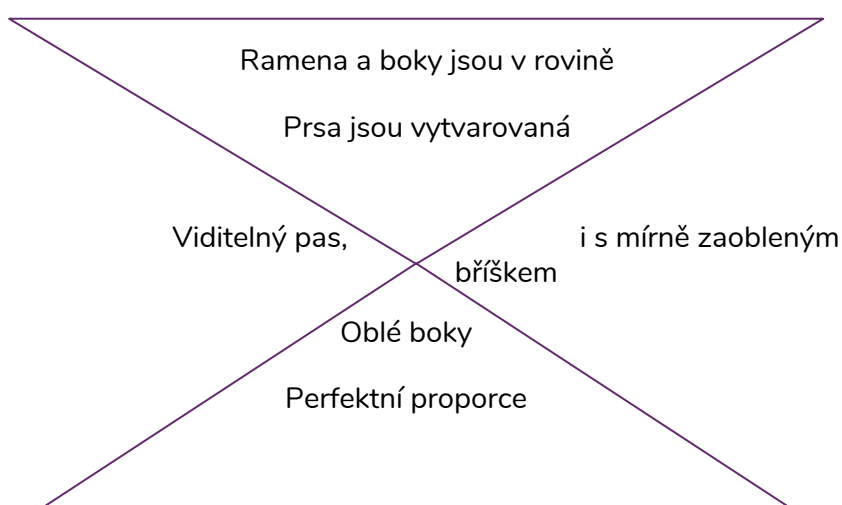 Ramena a boky jsou v rovině
Prsa jsou vytvarovaná
Viditelný pas, i s mírně zaobleným
bříškem
Oblé boky
Perfektní proporce